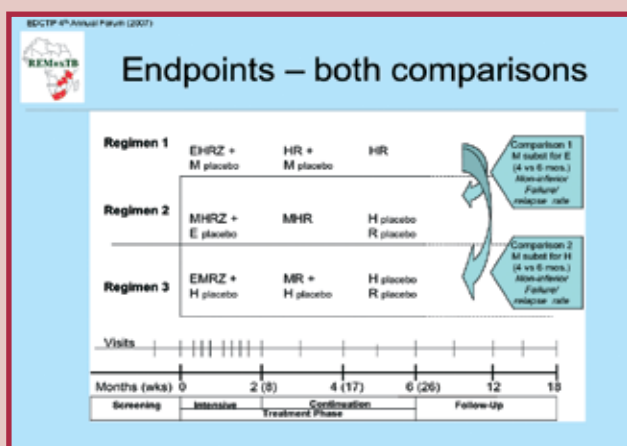 EDCTP 4th Annual Forum (2007)
REMoxTB
Endpoints – both comparisons
Regimen 1
EHRZ +
M placebo
HR +
M placebo
HR
Comparison 1
M subst for E
(4 vs 6 mos.)
Non-inferior
Failure/
relapse rate
Regimen 2
MHRZ +
E placebo
MHR
H placebo
R placebo
Comparison 2
M subst for H
(4 vs 6 mos.)
Non-inferior
Failure/
relapse rate
Regimen 3
EMRZ +
H placebo
MR +
H placebo
H placebo
R placebo
Visits
Months (wks) 0 2 (8) 4 (17) 6 (26) 12 18
Screening Intensive Continuation Follow-Up
Treatment Phase